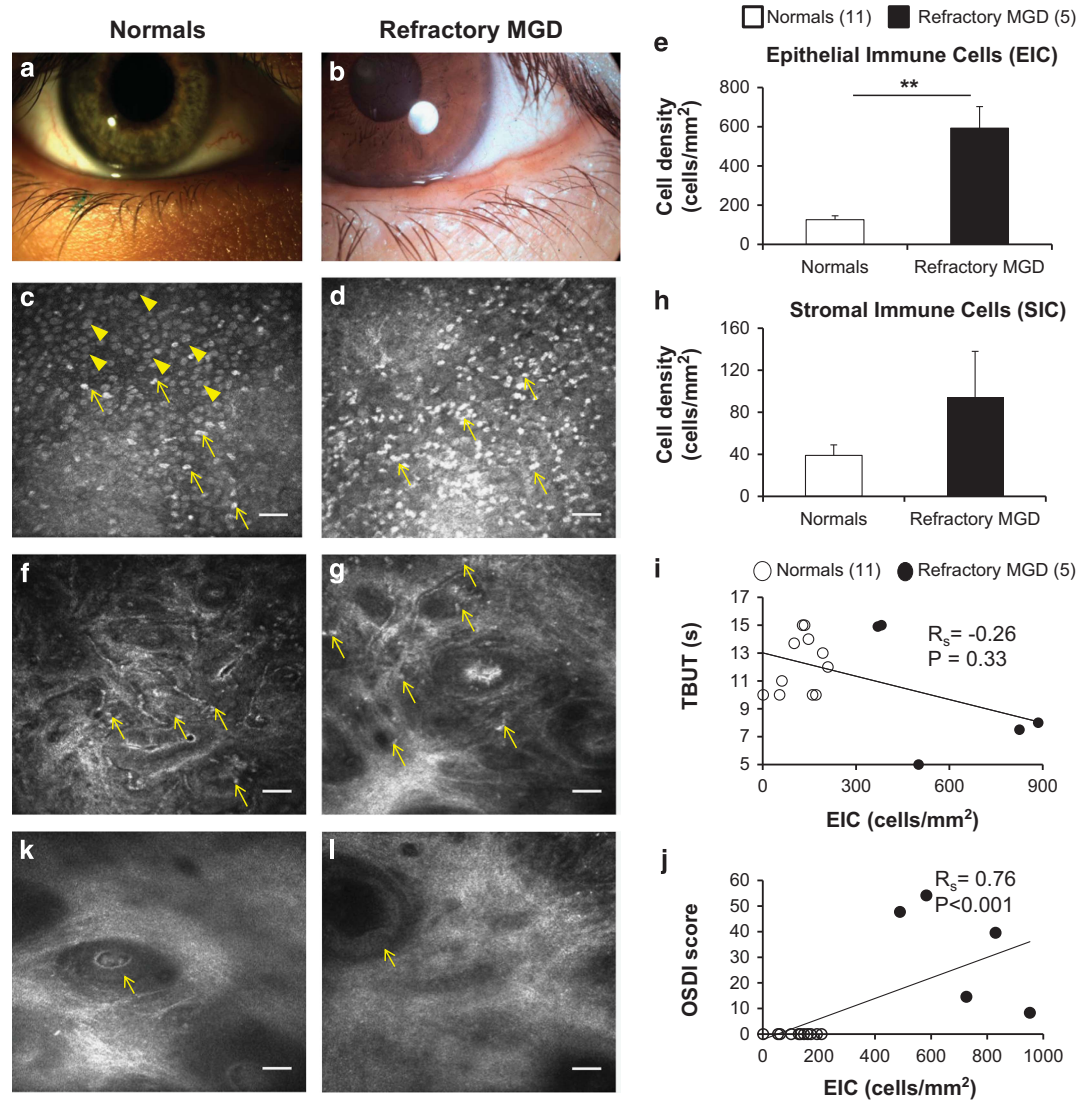 Normals
Refractory MGD
a
b
c
d
f
g
k
l
Normals (11) Refractory MGD (5)
e
Epithelial Immune Cells (EIC)
**
800
600
400
200
0
Cell density
(cells/mm²)
Normals Refractory MGD
h
Stromal Immune Cells (SIC)
160
120
80
40
0
Cell density
(cells/mm²)
Normals Refractory MGD
i
Normals (11) Refractory MGD (5)
17
15
13
11
9
7
5
TBUT (s)
Rs= -0.26
P = 0.33
0 300 600 900
EIC (cells/mm²)
j
60
50
40
30
20
10
0
OSDI score
Rs= 0.76
P<0.001
0 200 400 600 800 1000
EIC (cells/mm²)